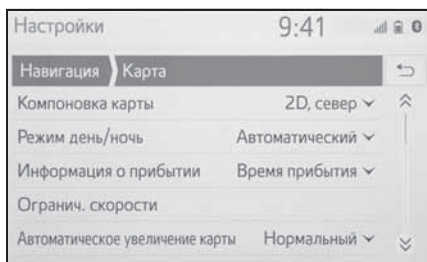 Настройки 9:41
Навигация Карта
Компоновка карты 2D, север
Режим день/ночь Автоматический
Информация о прибытии Время прибытия
Огранич. скорости
Автоматическое увеличение карты Нормальный